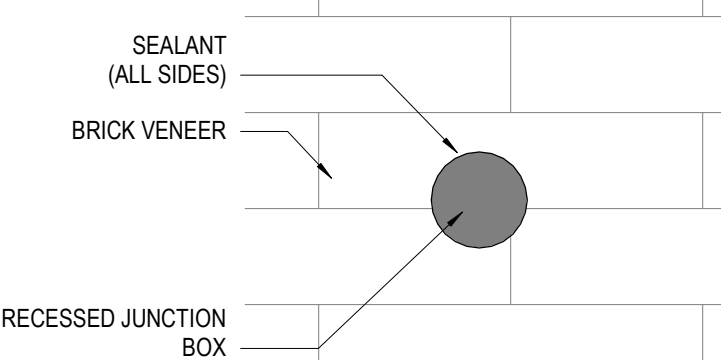 SEALANT
(ALL SIDES)
BRICK VENEER
RECESSED JUNCTION
BOX